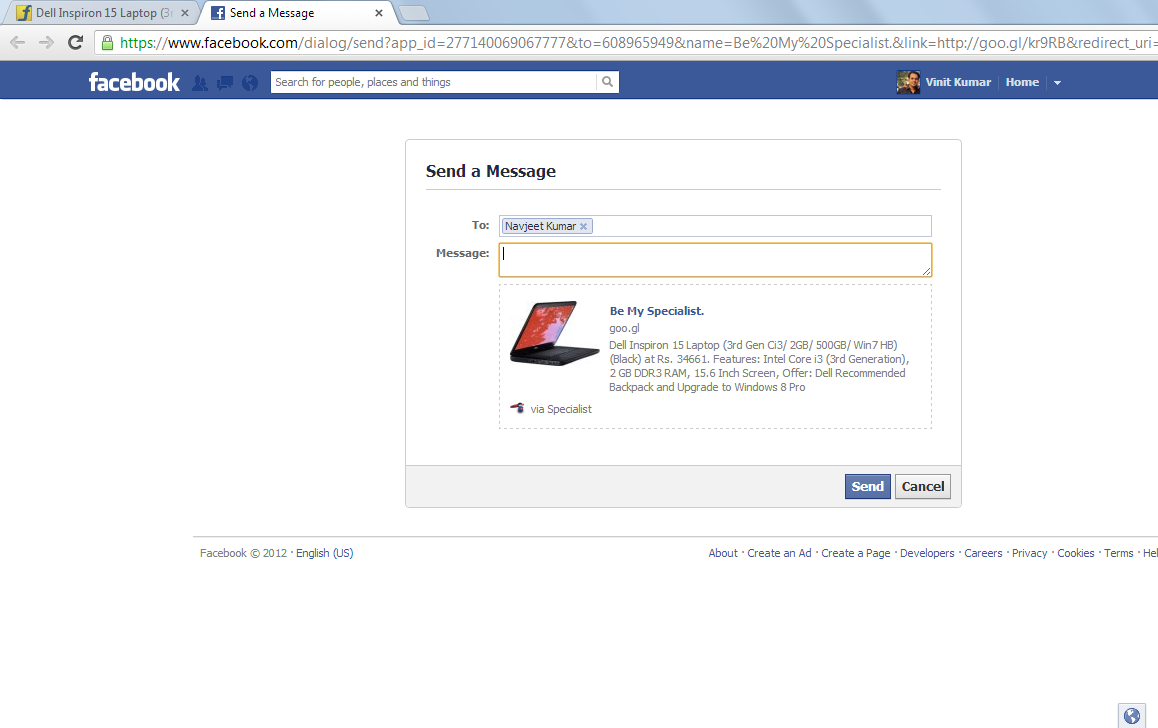 Dell Inspiron 15 Laptop (3
Send a Message
https://www.facebook.com/dialog/send?app_id=277140069067777&to=608965949&name=Be%20My%20Specialist.&link=http://goo.gl/kr9RB&redirect_uri=
facebook
Search for people, places and things
Vinit Kumar
Home
Send a Message
To:
Navjeet Kumar
Message:
Be My Specialist.
goo.gl
Dell Inspiron 15 Laptop (3rd Gen Ci3/ 2GB/ 500GB/ Win7 HB)
(Black) at Rs. 34661. Features: Intel Core i3 (3rd Generation),
2 GB DDR3 RAM, 15.6 Inch Screen, Offer: Dell Recommended
Backpack and Upgrade to Windows 8 Pro
via Specialist
Send
Cancel
Facebook © 2012 · English (US)
About · Create an Ad · Create a Page · Developers · Careers · Privacy · Cookies · Terms · Hel